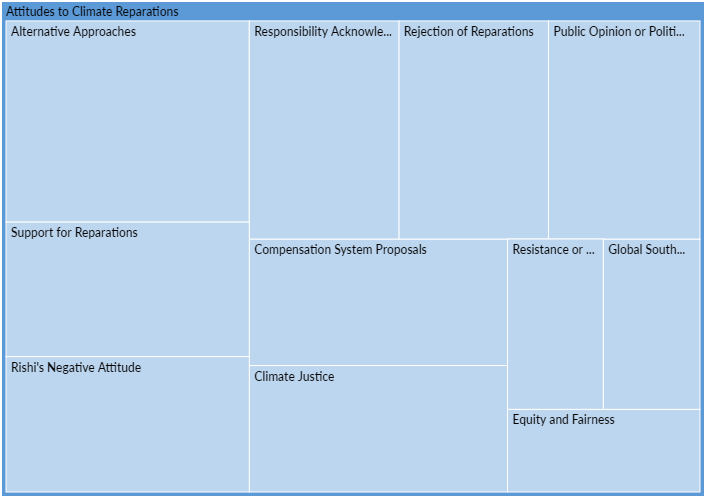 Attitudes to Climate Reparations
Alternative Approaches
Responsibility Acknowle...
Rejection of Reparations
Public Opinion or Politi...
Support for Reparations
Compensation System Proposals
Resistance or ...
Global South...
Rishi's Negative Attitude
Climate Justice
Equity and Fairness